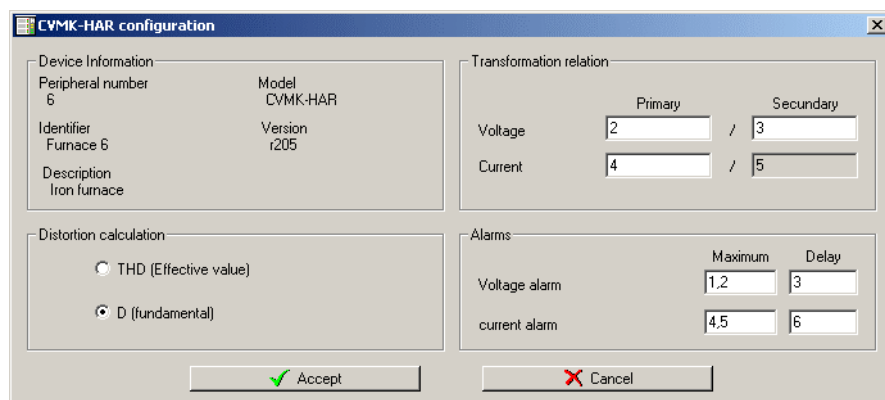 CVMK-HAR configuration
Device Information
Peripheral number Model
6 CVMK-HAR
Identifier Version
Furnace 6 r205
Description
Iron furnace
Transformation relation
Primary Secundary
Voltage 2 / 3
Current 4 / 5
Distortion calculation
THD (Effective value)
D (fundamental)
Alarms
Maximum Delay
Voltage alarm 1,2 3
current alarm 4,5 6
Accept Cancel